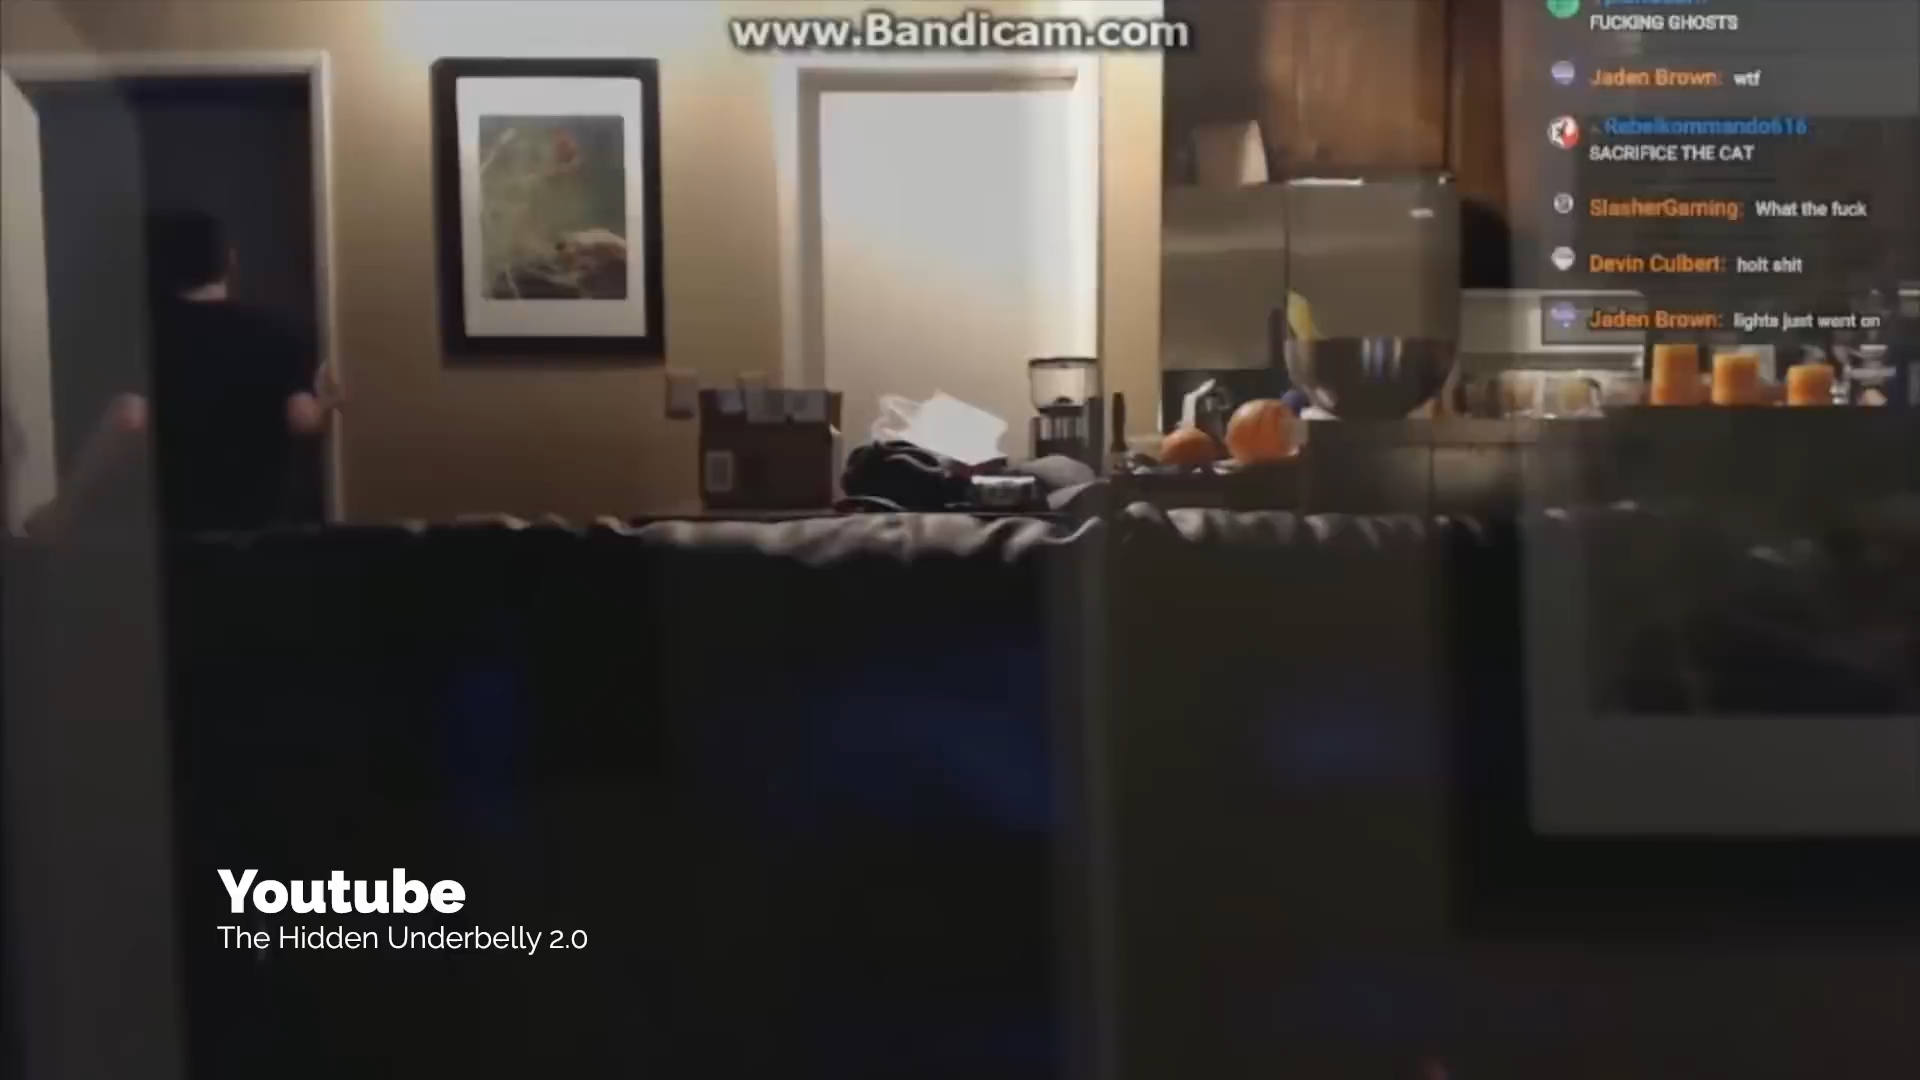 www.Bandicam.com
FUCKING GHOSTS
Jaden Brown: wtf
Rebelkommando616
SACRIFICE THE CAT
SlasherGaming: What the fuck
Devin Culbert: holt shit
Jaden Brown: lights just went on
Youtube
The Hidden Underbelly 2.0